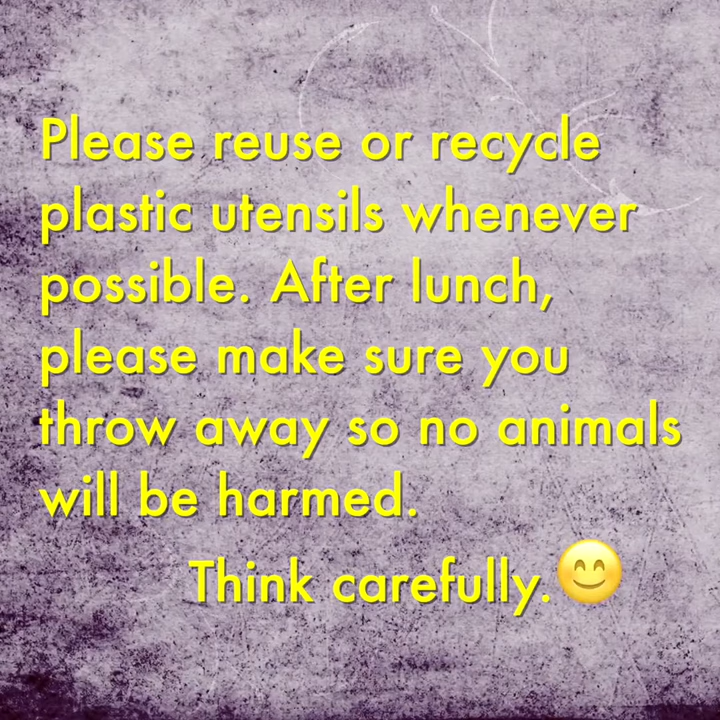 Please reuse or recycle
plastic utensils whenever
possible. After lunch,
please make sure you
throw away so no animals
will be harmed.
Think carefully.😊